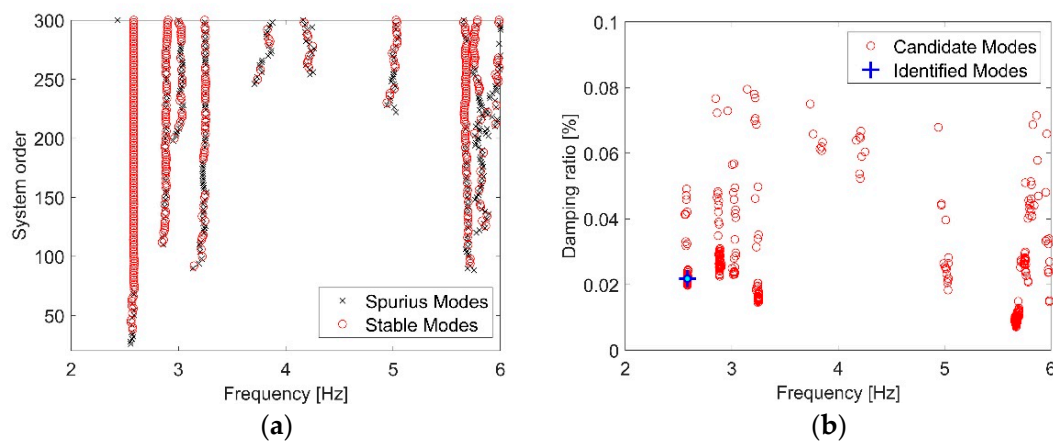 300
250
200
150
100
50
System order
Spurius Modes
Stable Modes
2 3 4 5 6
Frequency [Hz]
(a)
0.1
0.08
0.06
0.04
0.02
0
Damping ratio [%]
Candidate Modes
Identified Modes
2 3 4 5 6
Frequency [Hz]
(b)